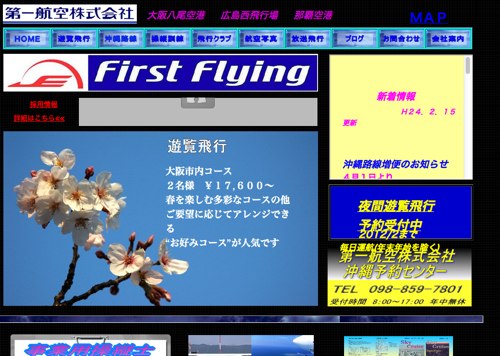 第一航空株式会社
大阪八尾空港 広島西飛行場 那覇空港
MAP
HOME 遊覧飛行 沖縄路線 操縦訓練 飛行クラブ 航空写真 放送飛行 ブログ お問合わせ 会社案内
First Flying
採用情報
詳細はこちら<<
遊覧飛行
大阪市内コース
2名様 ￥17,600～
春を楽しむ多彩なコースの他
ご要望に応じてアレンジでき
る
"お好みコース"が人気です
新着情報
H24．2．15
更新
沖縄路線増便のお知らせ
4月1日より
夜間遊覧飛行
予約受付中
2012/2まで
毎日運航(年末年始を除く)
第一航空株式会社
沖縄予約センター
TEL 098-859-7801
受付時間 8:00～17:00 年中無休
事業用操縦士